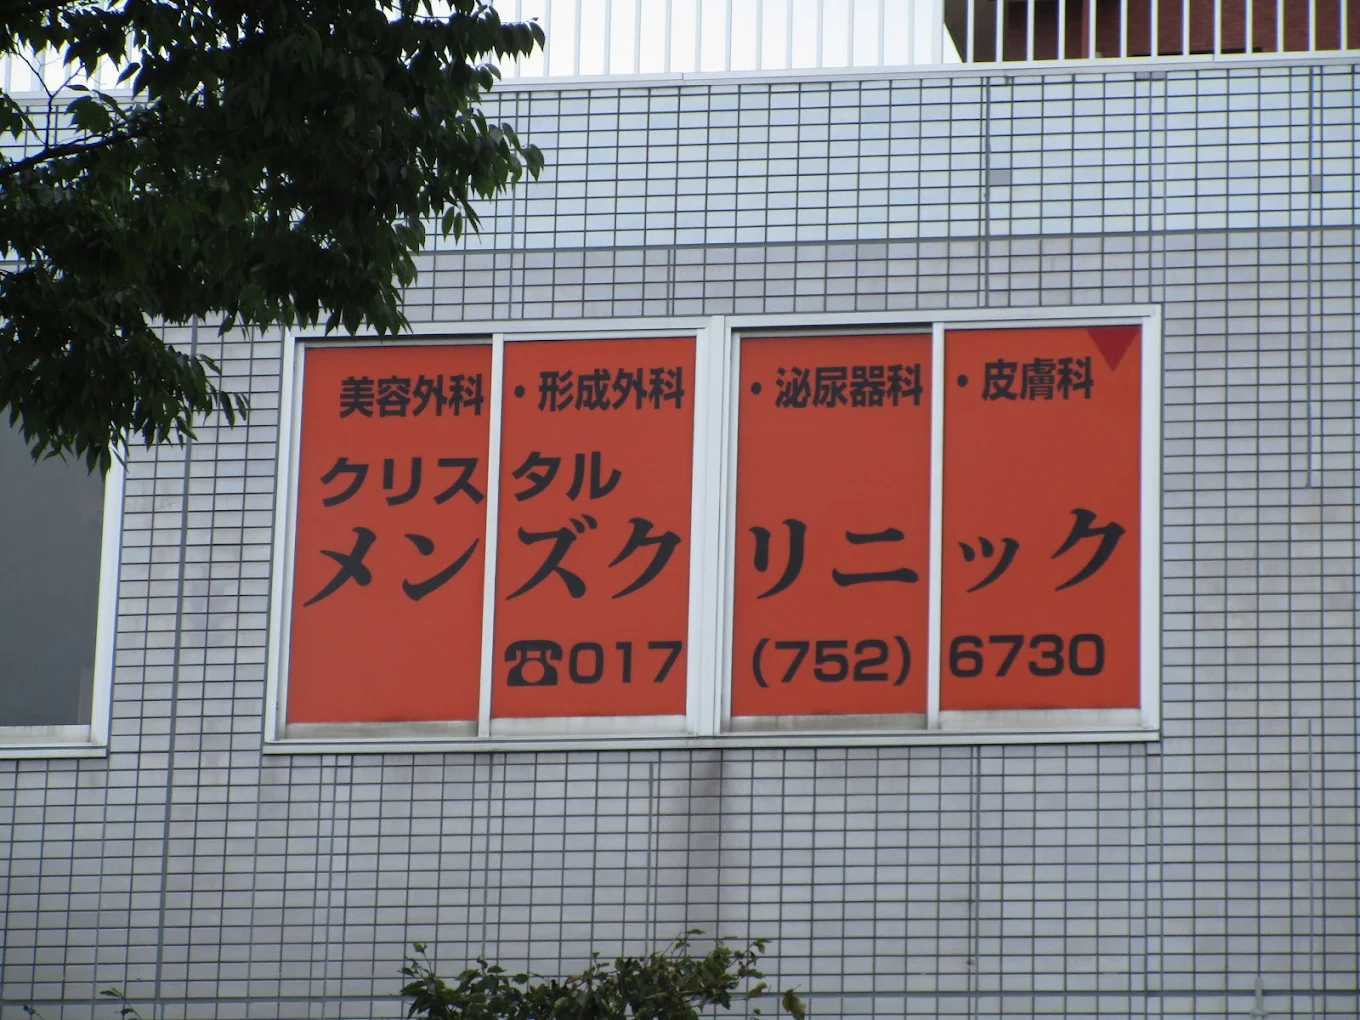 美容外科・形成外科・泌尿器科・皮膚科
クリスタル
メンズクリニック
☎017(752)6730